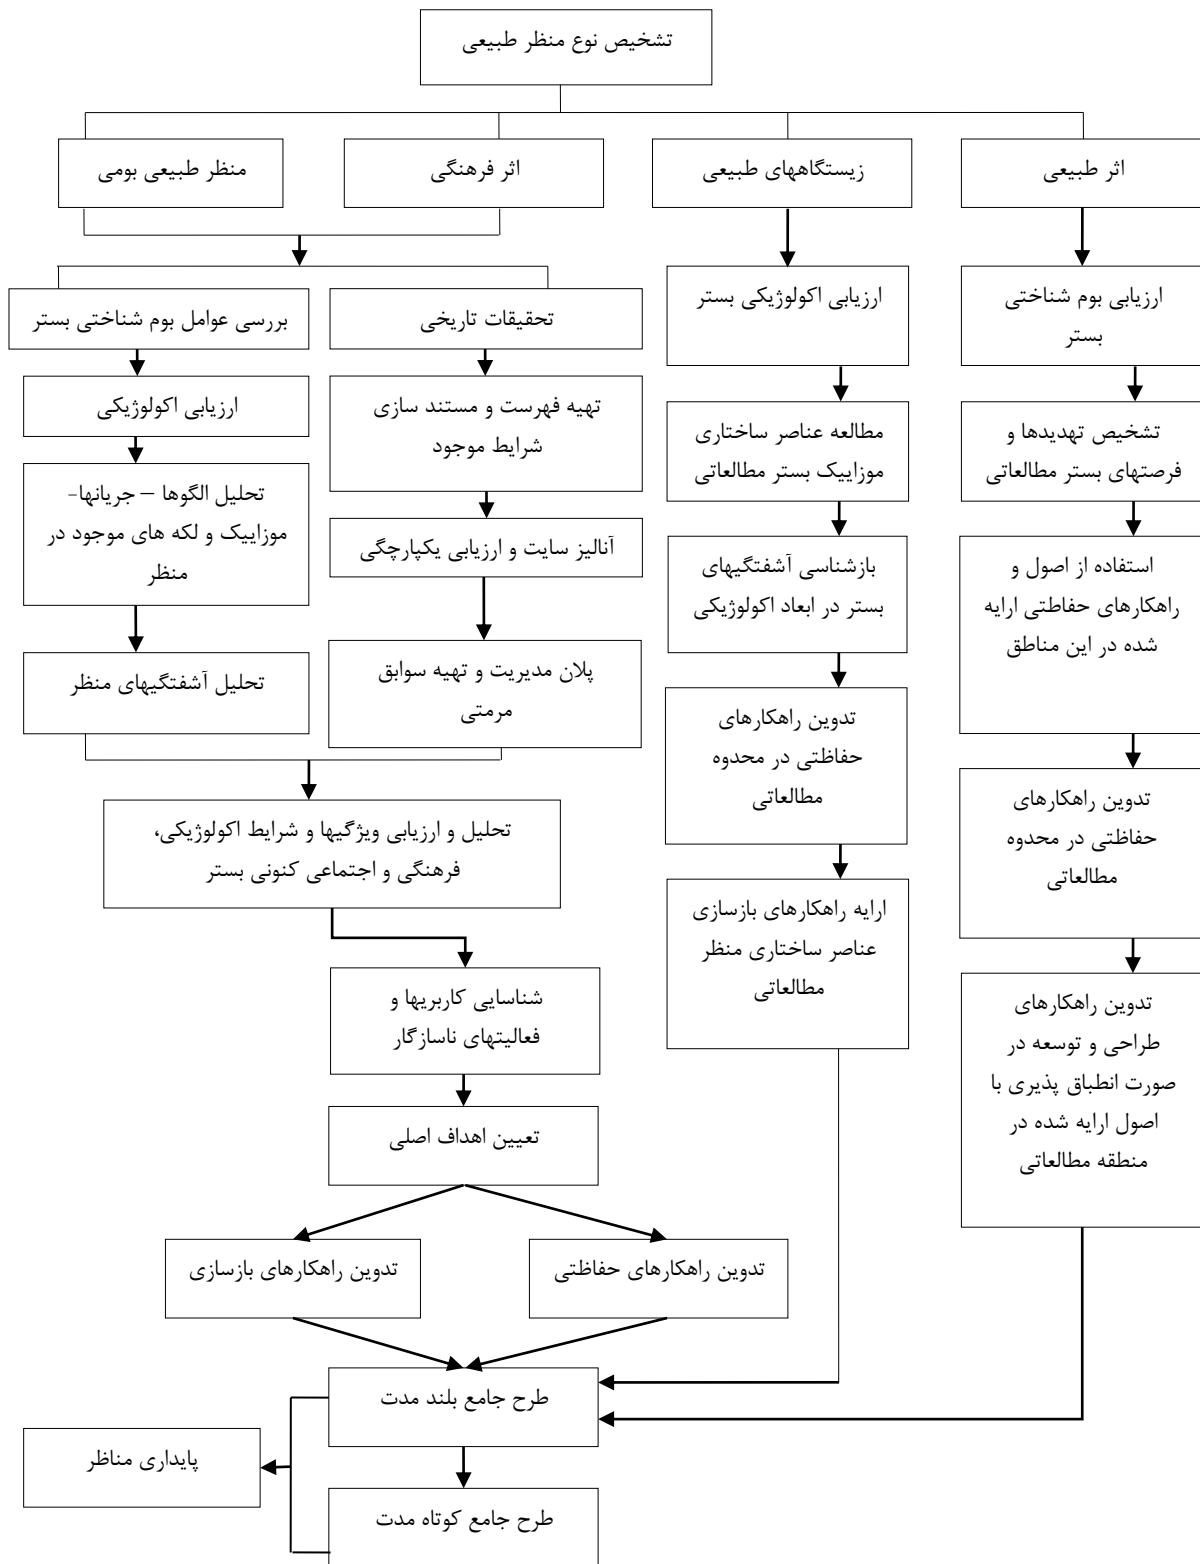 تشخیص نوع منظر طبیعی
اثر طبیعی
زیستگاههای طبیعی
اثر فرهنگی
منظر طبیعی بومی
ارزیابی بوم شناختی
بستر
ارزیابی اکولوژیکی بستر
تحقیقات تاریخی
بررسی عوامل بوم شناختی بستر
تشخیص تهدیدها و
فرصتهای بستر مطالعاتی
مطالعه عناصر ساختاری
موزاییک بستر مطالعاتی
تهیه فهرست و مستند سازی
شرایط موجود
ارزیابی اکولوژیکی
استفاده از اصول و
راهکارهای حفاطتی ارایه
شده در این مناطق
بازشناسی آشفتگیهای
بستر در ابعاد اکولوژیکی
آنالیز سایت و ارزیابی یکپارچگی
تحلیل الگوها – جریانها-
موزاییک و لکه های موجود در
منظر
تدوین راهکارهای
حفاظتی در محدوه
مطالعاتی
تدوین راهکارهای
حفاظتی در محدوه
مطالعاتی
پلان مدیریت و تهیه سوابق
مرمتی
تحلیل آشفتگیهای منظر
تحلیل و ارزیابی ویژگیها و شرایط اکولوژیکی،
فرهنگی و اجتماعی کنونی بستر
ارایه راهکارهای بازسازی
عناصر ساختاری منظر
مطالعاتی
تدوین راهکارهای
طراحی و توسعه در
صورت انطباق پذیری با
اصول ارایه شده در
منطقه مطالعاتی
شناسایی کاربریها و
فعالیتهای ناسازگار
تعیین اهداف اصلی
تدوین راهکارهای حفاظتی
تدوین راهکارهای بازسازی
طرح جامع بلند مدت
پایداری مناظر
طرح جامع کوتاه مدت